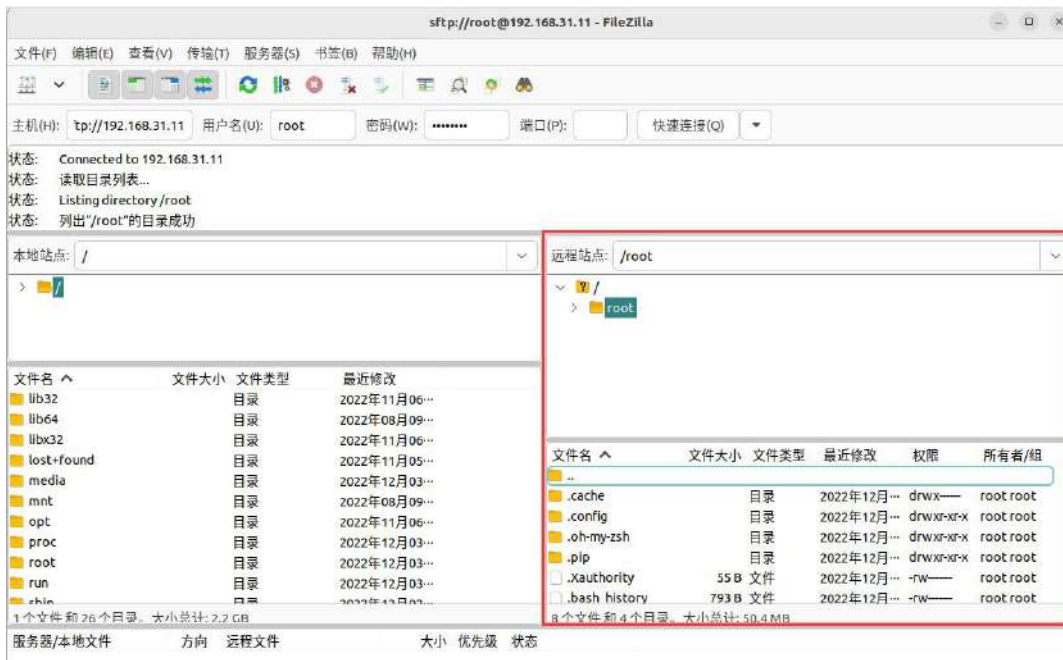 sftp://root@192.168.31.11 - FileZilla
文件(F) 编辑(E) 查看(V) 传输(T) 服务器(S) 书签(B) 帮助(H)
主机(H): tp://192.168.31.11 用户名(U): root 密码(W): •••••••• 端口(P): 快速连接(Q)
状态: Connected to 192.168.31.11
状态: 读取目录列表...
状态: Listing directory /root
状态: 列出"/root"的目录成功
本地站点: /
/
文件名 文件大小 文件类型 最近修改
lib32 目录 2022年11月06…
lib64 目录 2022年08月09…
libx32 目录 2022年11月06…
lost+found 目录 2022年11月05…
media 目录 2022年12月03…
mnt 目录 2022年08月09…
opt 目录 2022年11月06…
proc 目录 2022年12月03…
root 目录 2022年12月03…
run 目录 2022年12月03…
sbin 目录 2022年12月03…
1个文件 和 26个目录。大小总计: 2.2 GB
远程站点: /root
/
root
文件名 文件大小 文件类型 最近修改 权限 所有者/组
..
.cache 目录 2022年12月… drwx------ root root
.config 目录 2022年12月… drwxr-xr-x root root
.oh-my-zsh 目录 2022年12月… drwxr-xr-x root root
.pip 目录 2022年12月… drwxr-xr-x root root
.Xauthority 55 B 文件 2022年12月… -rw------- root root
.bash_history 793 B 文件 2022年12月… -rw------- root root
8个文件 和 4个目录。大小总计: 50.4 MB
服务器/本地文件 方向 远程文件 大小 优先级 状态